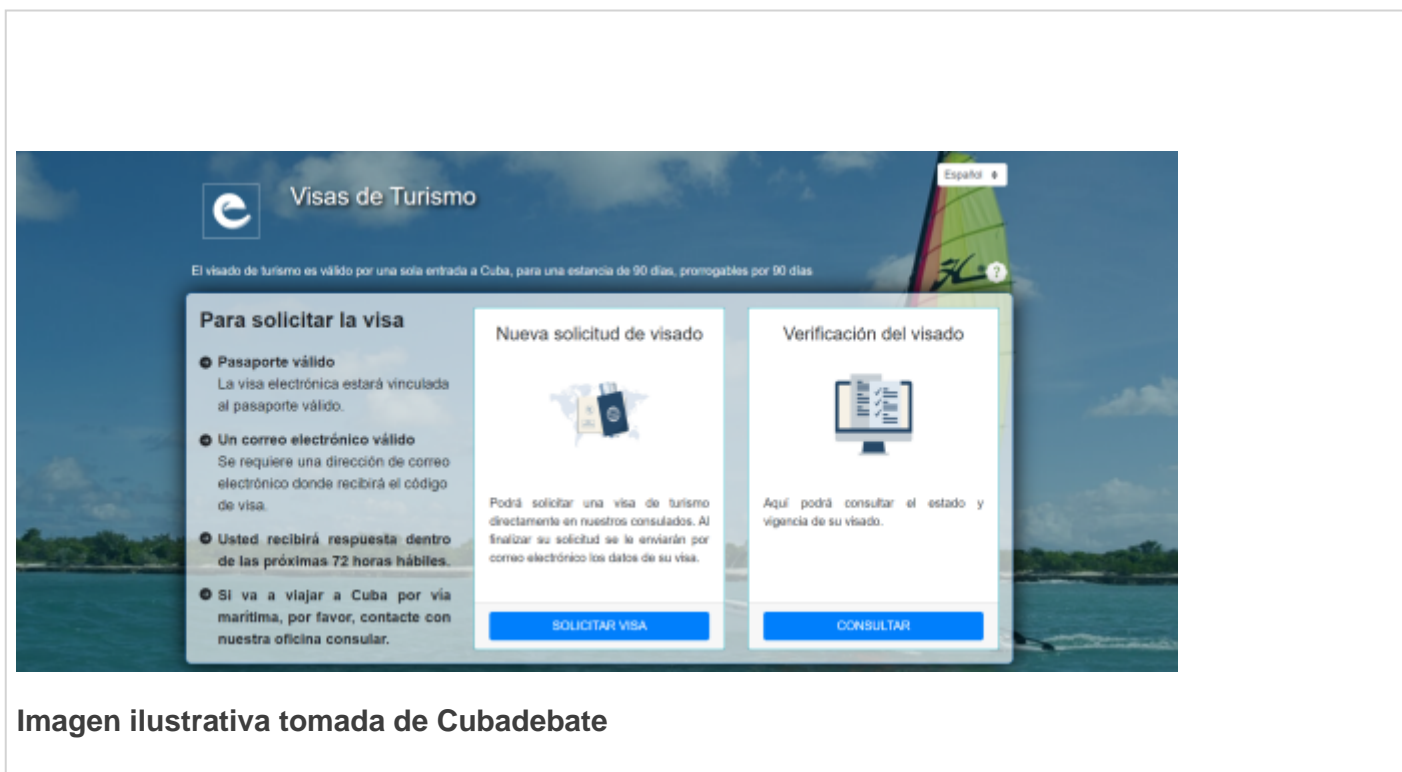 Visas de Turismo
Español
El visado de turismo es válido por una sola entrada a Cuba, para una estancia de 90 días, prorrogables por 90 días
?
Para solicitar la visa
Pasaporte válido
La visa electrónica estará vinculada
al pasaporte válido.
Un correo electrónico válido
Se requiere una dirección de correo
electrónico donde recibirá el código
de visa.
Usted recibirá respuesta dentro
de las próximas 72 horas hábiles.
Si va a viajar a Cuba por vía
marítima, por favor, contacte con
nuestra oficina consular.
Nueva solicitud de visado
Podrá solicitar una visa de turismo
directamente en nuestros consulados. Al
finalizar su solicitud se le enviarán por
correo electrónico los datos de su visa.
SOLICITAR VISA
Verificación del visado
Aquí podrá consultar el estado y
vigencia de su visado.
CONSULTAR
Imagen ilustrativa tomada de Cubadebate